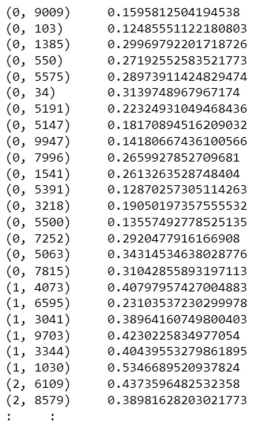 (0, 9009)	0.1595812504194538
(0, 103)	0.12485551122180803
(0, 1385)	0.29969792201718726
(0, 550)	0.27192552583521773
(0, 5575)	0.28973911424829474
(0, 34)	0.3139748967967174
(0, 5191)	0.22324931049468436
(0, 5147)	0.18170894516209032
(0, 9947)	0.14180667436100566
(0, 7996)	0.2659927852709681
(0, 1541)	0.2613263528748404
(0, 5391)	0.12870257305114263
(0, 3218)	0.19050197357555532
(0, 5500)	0.13557492778525135
(0, 7252)	0.2920477916166908
(0, 5063)	0.34314534638028776
(0, 7815)	0.31042855893197113
(1, 4073)	0.40797957427004883
(1, 6595)	0.23103537230299978
(1, 3041)	0.38964160749800403
(1, 9703)	0.4230225834977054
(1, 3344)	0.40439553279861895
(1, 1030)	0.5346689520937824
(2, 6109)	0.4373596482532358
(2, 8579)	0.38981628203021773
:	: